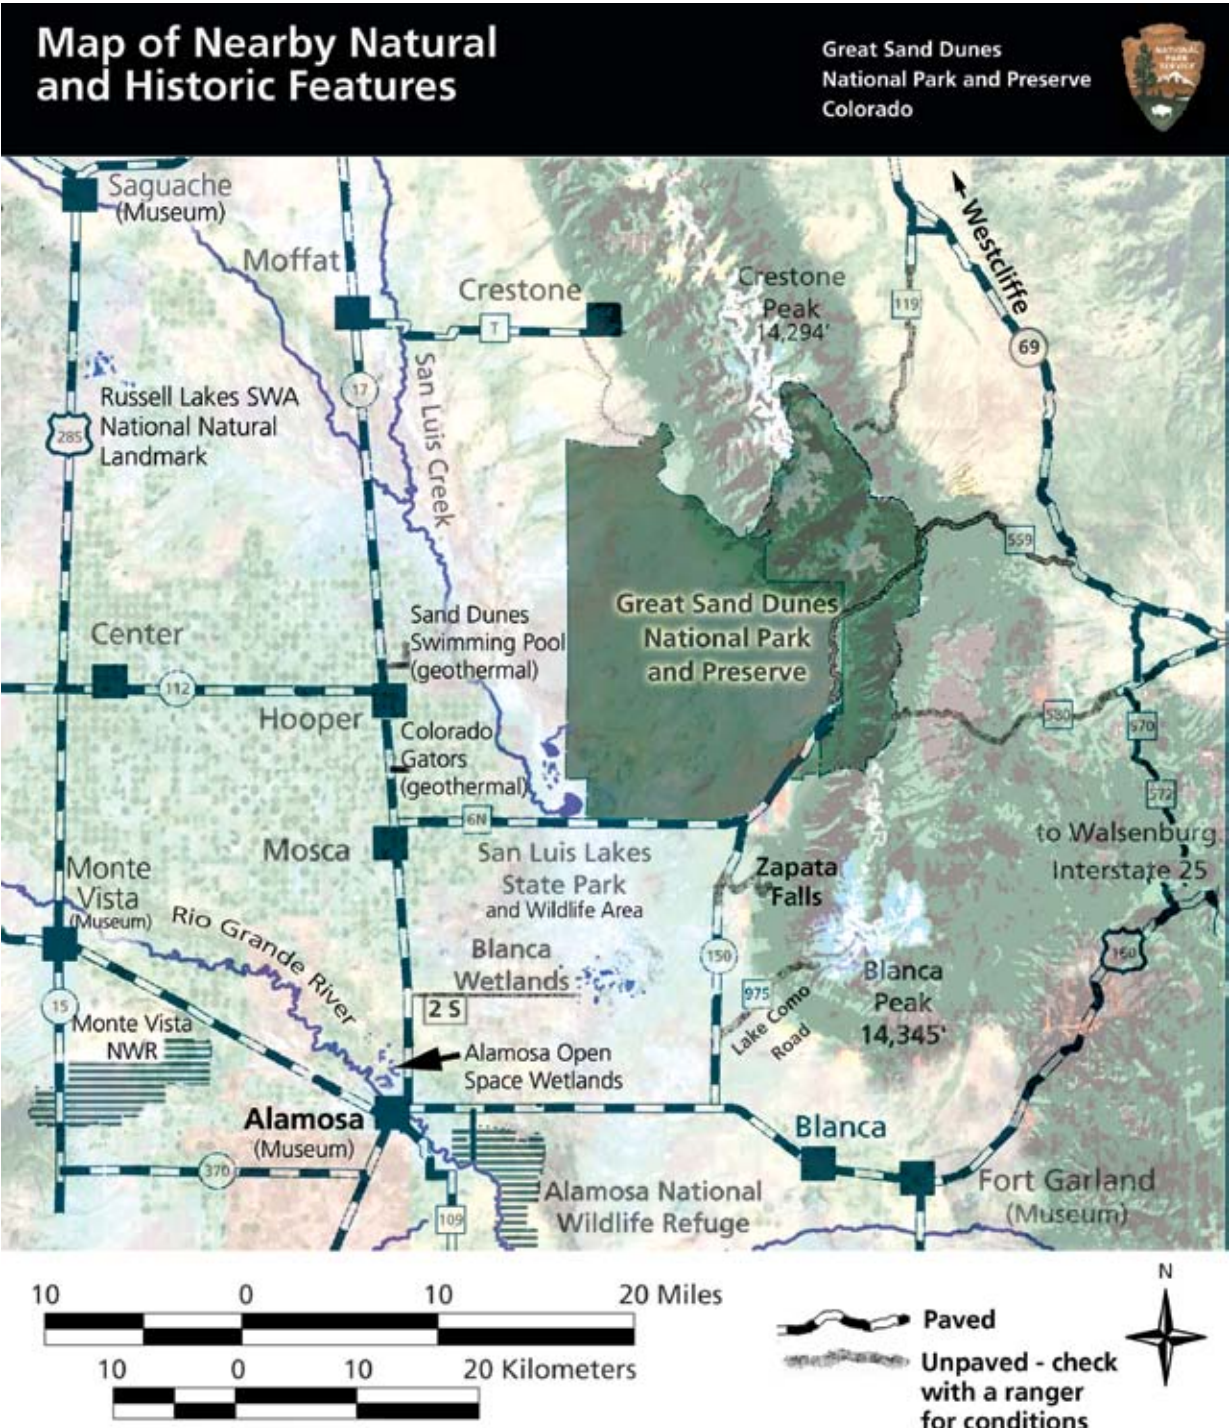 Map of Nearby Natural
and Historic Features
Great Sand Dunes
National Park and Preserve
Colorado
NATIONAL
PARK
SERVICE
Saguache
(Museum)
Moffat
Crestone
T
Crestone
Peak
14,294'
Westcliffe
119
69
17
San Luis Creek
285
Russell Lakes SWA
National Natural
Landmark
559
Great Sand Dunes
National Park
and Preserve
Sand Dunes
Swimming Pool
(geothermal)
Center
112
Hooper
Colorado
Gators
(geothermal)
580
570
572
6N
Mosca
San Luis Lakes
State Park
and Wildlife Area
Zapata
Falls
to Walsenburg
Interstate 25
Monte
Vista
(Museum)
Rio Grande River
Blanca
Wetlands
2 S
150
975
Lake Como
Road
Blanca
Peak
14,345'
160
15
Monte Vista
NWR
Alamosa Open
Space Wetlands
Alamosa
(Museum)
Blanca
370
109
Alamosa National
Wildlife Refuge
Fort Garland
(Museum)
10 0 10 20 Miles
10 0 10 20 Kilometers
Paved
Unpaved - check
with a ranger
for conditions
N